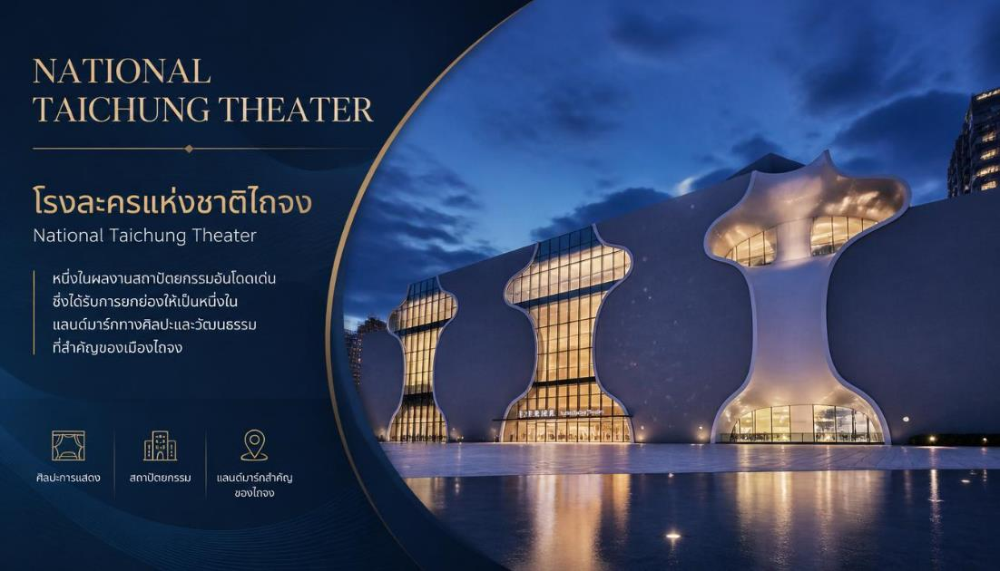 NATIONAL
TAICHUNG THEATER
โรงละครแห่งชาติไถจง
National Taichung Theater
หนึ่งในผลงานสถาปัตยกรรมอันโดดเด่น
ซึ่งได้รับการยกย่องให้เป็นหนึ่งใน
แลนด์มาร์กทางศิลปะและวัฒนธรรม
ที่สำคัญของเมืองไถจง
ศิลปะการแสดง
สถาปัตยกรรม
แลนด์มาร์กสำคัญ
ของไถจง